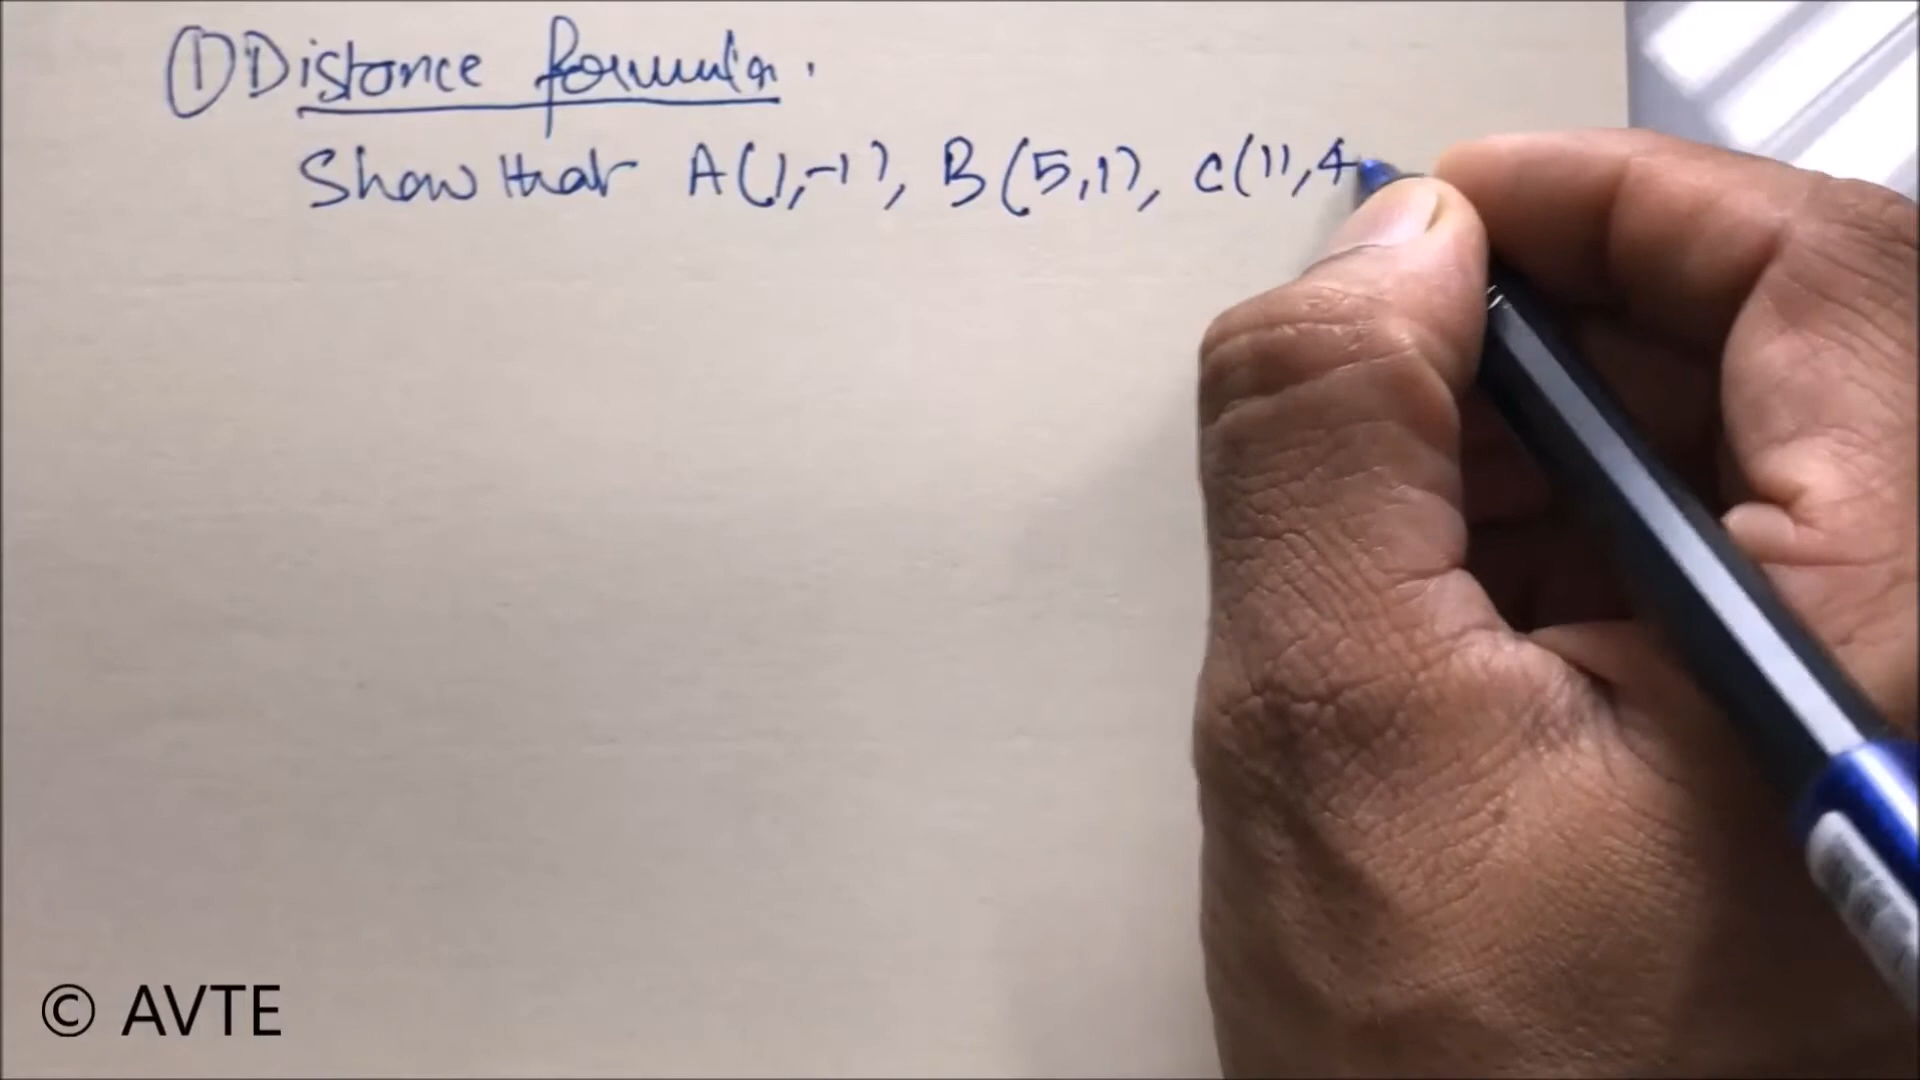 ① Distance formula.
Show that A(1,-1), B(5,1), C(11,4
© AVTE